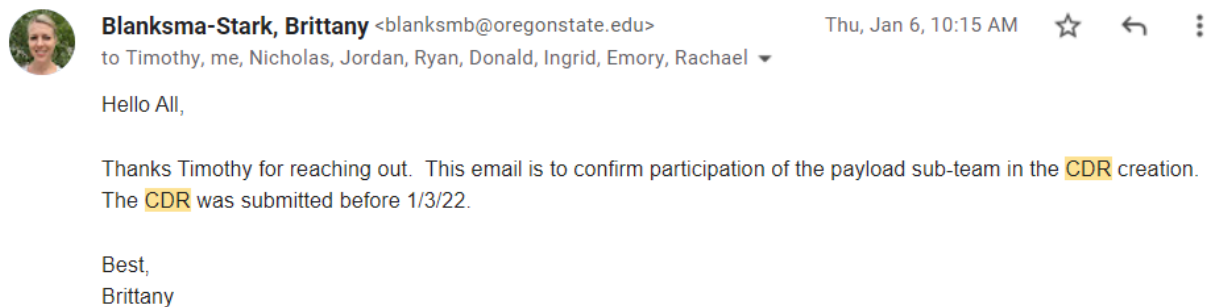 Blanksma-Stark, Brittany <blanksmb@oregonstate.edu> Thu, Jan 6, 10:15 AM
to Timothy, me, Nicholas, Jordan, Ryan, Donald, Ingrid, Emory, Rachael
Hello All,
Thanks Timothy for reaching out.  This email is to confirm participation of the payload sub-team in the CDR creation.
The CDR was submitted before 1/3/22.
Best,
Brittany